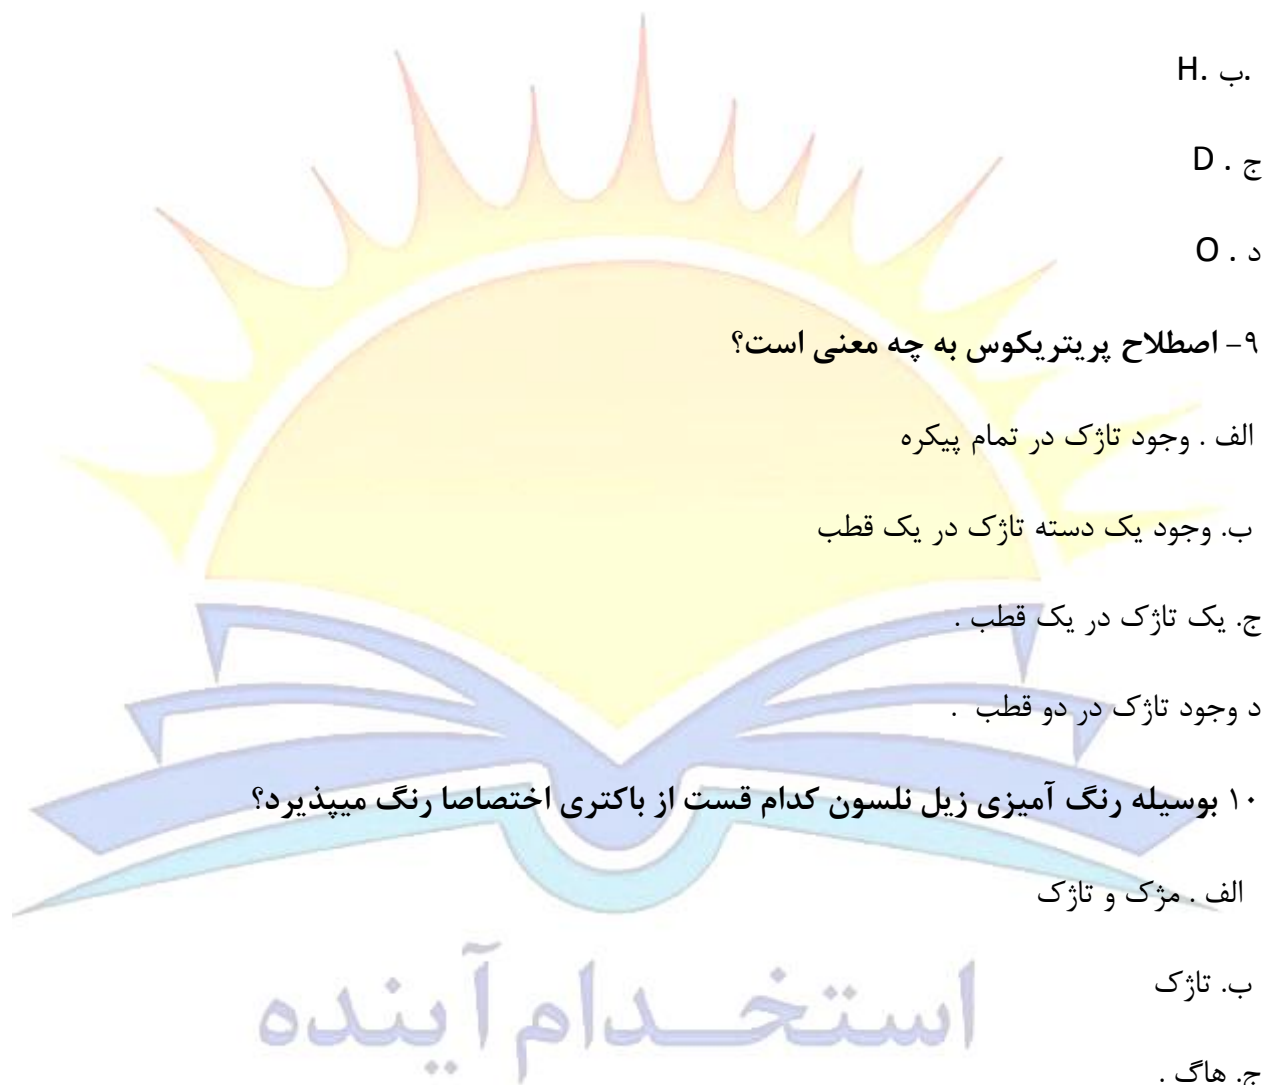 .ب .H
ج . D
د . O
۹- اصطلاح پریتریکوس به چه معنی است؟
الف . وجود تاژک در تمام پیکره
ب. وجود یک دسته تاژک در یک قطب
ج. یک تاژک در یک قطب .
د وجود تاژک در دو قطب .
۱۰ بوسیله رنگ آمیزی زیل نلسون کدام قست از باکتری اختصاصا رنگ میپذیرد؟
الف . مژک و تاژک
ب. تاژک
استخدام آینده
ج. هاگ .